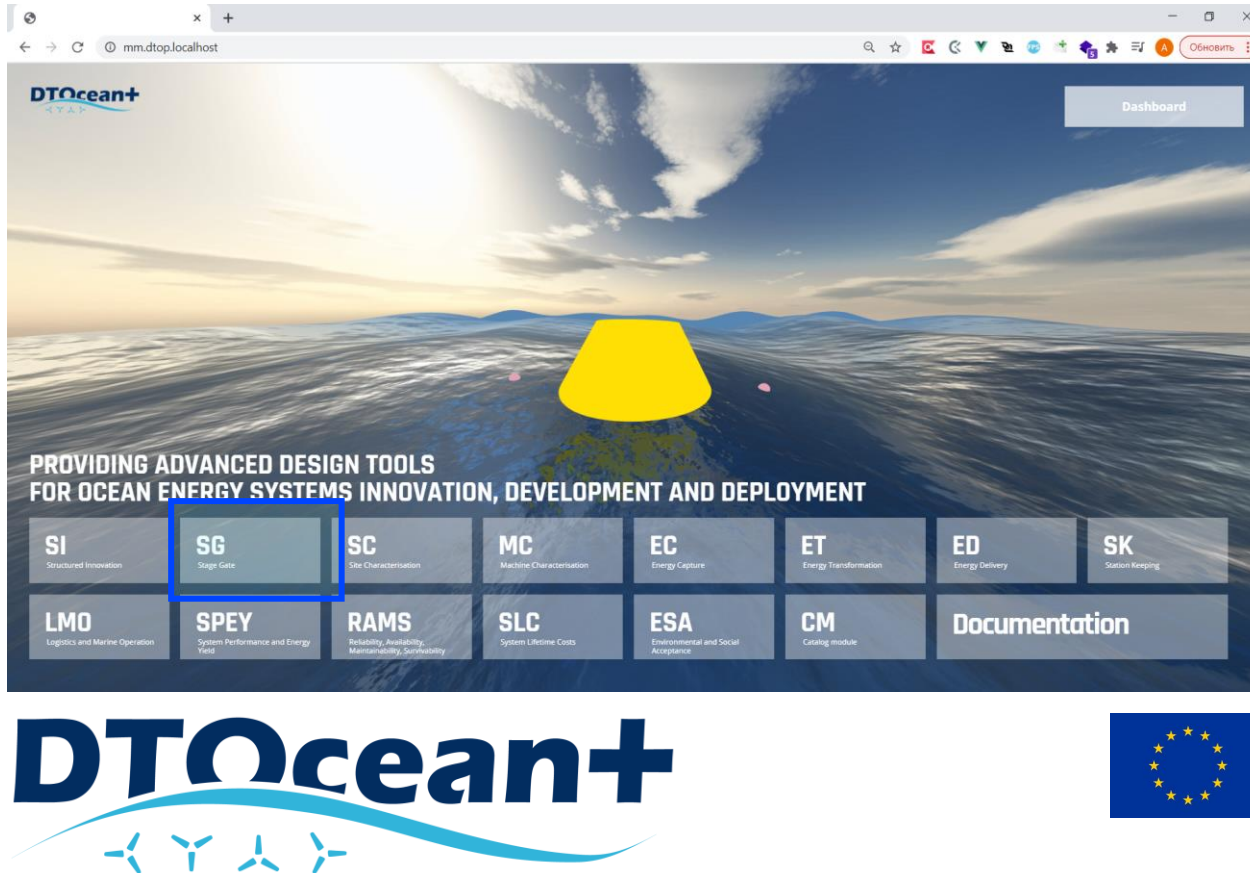 mm.dtop.localhost
5
A
Обновить
DTOcean+
Dashboard
PROVIDING ADVANCED DESIGN TOOLS
FOR OCEAN ENERGY SYSTEMS INNOVATION, DEVELOPMENT AND DEPLOYMENT
SI
Structured Innovation
SG
Stage Gate
SC
Site Characterisation
MC
Machine Characterisation
EC
Energy Capture
ET
Energy Transformation
ED
Energy Delivery
SK
Station Keeping
LMO
Logistics and Marine Operation
SPEY
System Performance and Energy
Yield
RAMS
Reliability, Availability,
Maintainability, Survivability
SLC
System Lifetime Costs
ESA
Environmental and Social
Acceptance
CM
Catalog module
Documentation
DTOcean+